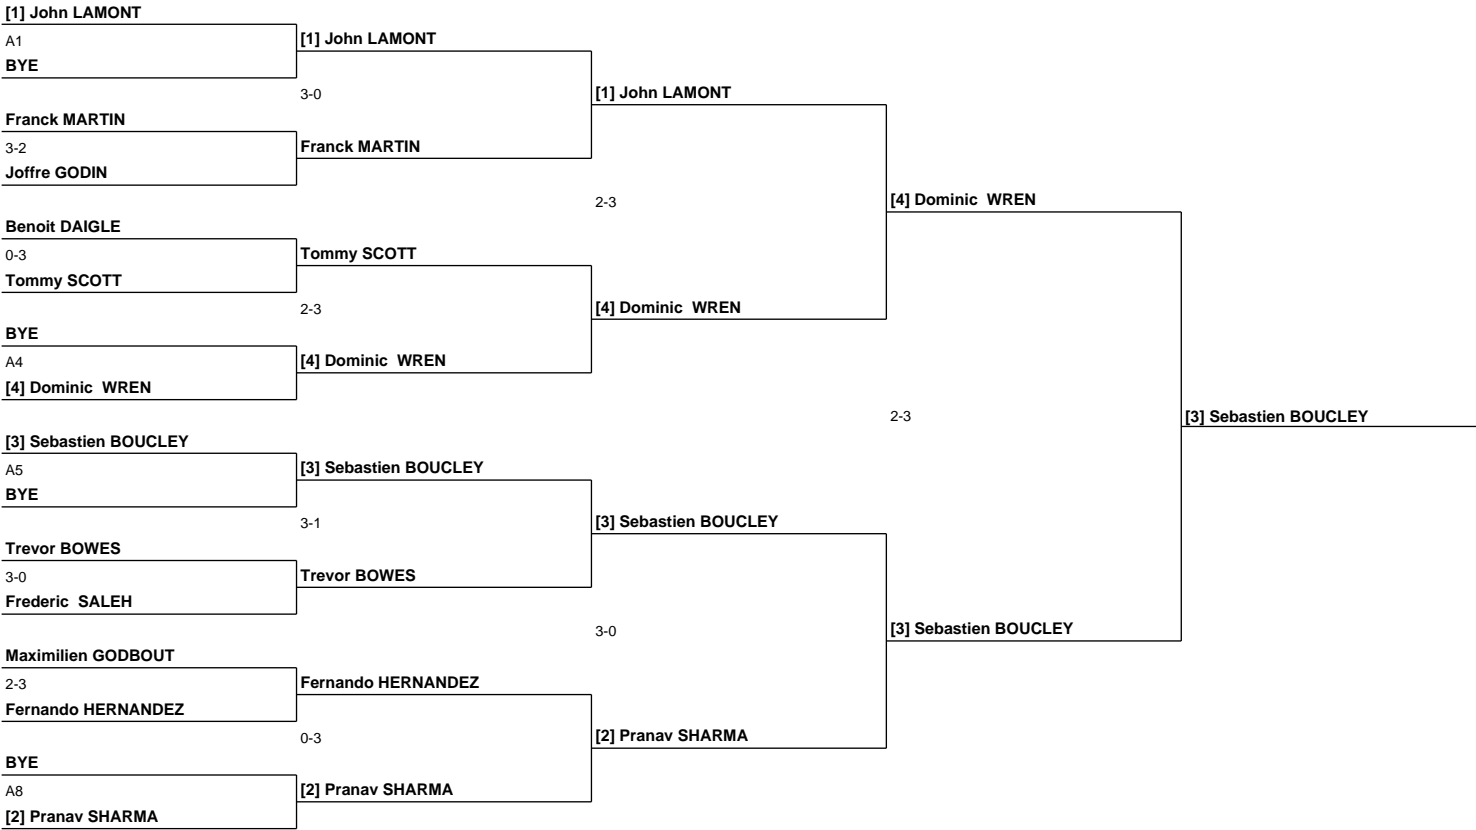 [1] John LAMONT
A1
BYE
Franck MARTIN
3-2
Joffre GODIN
Benoit DAIGLE
0-3
Tommy SCOTT
BYE
A4
[4] Dominic  WREN
[3] Sebastien BOUCLEY
A5
BYE
Trevor BOWES
3-0
Frederic  SALEH
Maximilien GODBOUT
2-3
Fernando HERNANDEZ
BYE
A8
[2] Pranav SHARMA
[1] John LAMONT
3-0
Franck MARTIN
Tommy SCOTT
2-3
[4] Dominic  WREN
[3] Sebastien BOUCLEY
3-1
Trevor BOWES
Fernando HERNANDEZ
0-3
[2] Pranav SHARMA
[1] John LAMONT
2-3
[4] Dominic  WREN
[3] Sebastien BOUCLEY
3-0
[2] Pranav SHARMA
[4] Dominic  WREN
2-3
[3] Sebastien BOUCLEY
[3] Sebastien BOUCLEY